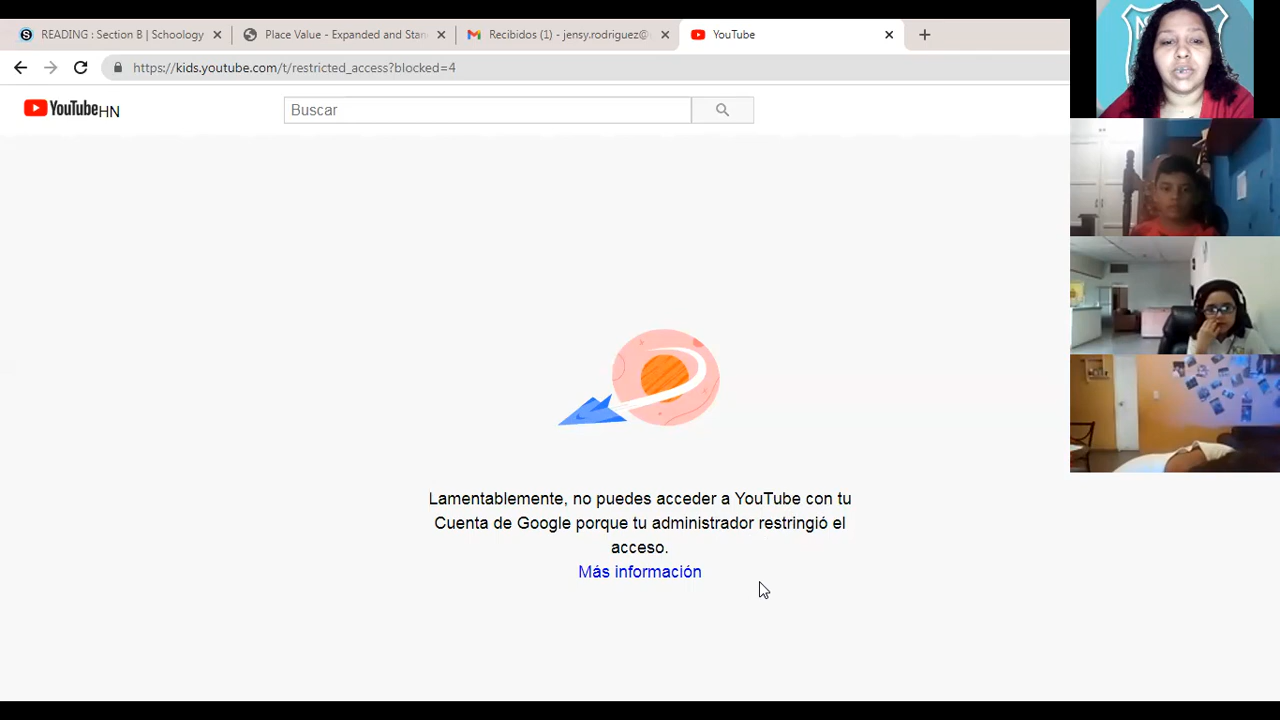 READING : Section B | Schoology
Place Value - Expanded and Stan
Recibidos (1) - jensy.rodriguez@
YouTube
https://kids.youtube.com/t/restricted_access?blocked=4
YouTube HN
Buscar
Lamentablemente, no puedes acceder a YouTube con tu
Cuenta de Google porque tu administrador restringió el
acceso.
Más información